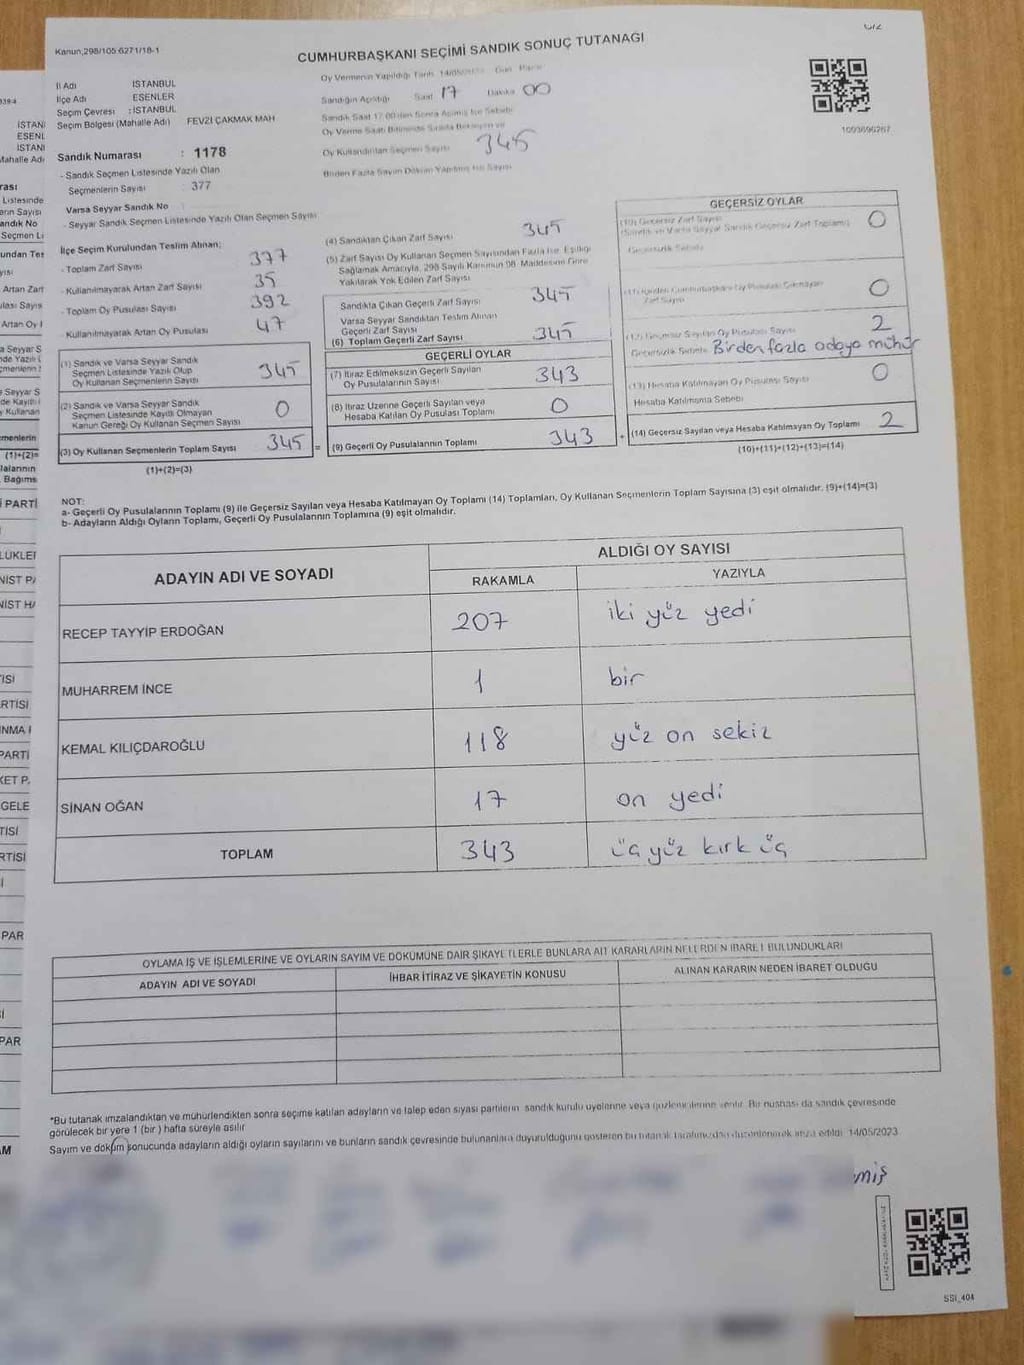 Kanun,298/105 6271/18-1
CUMHURBAŞKANI SEÇİMİ SANDIK SONUÇ TUTANAĞI
İl Adı İSTANBUL
İlçe Adı ESENLER
Seçim Çevresi : İSTANBUL
Seçim Bölgesi (Mahalle Adı) FEVZİ ÇAKMAK MAH
Sandık Numarası : 1178
- Sandık Seçmen Listesinde Yazılı Olan
Seçmenlerin Sayısı : 377
Varsa Seyyar Sandık No
- Seyyar Sandık Seçmen Listesinde Yazılı Olan Seçmen Sayısı
Oy Vermenin Yapıldığı Tarih 14/05/2023 Gün Pazar
Sandığın Açıldığı Saat 17 Dakika 00
Sandık Saat 17.00'den Sonra Açılmış İse Sebebi
Oy Verme Saati Bitiminde Sırada Bekleyen ve
Oy Kullandırılan Seçmen Sayısı 345
Birden Fazla Sayım Döküm Yapılmış İse Sayısı
1093696267
İlçe Seçim Kurulundan Teslim Alınan;
- Toplam Zarf Sayısı 377
- Kullanılmayarak Artan Zarf Sayısı 35
- Toplam Oy Pusulası 392
- Kullanılmayarak Artan Oy Pusulası 47
(1) Sandık ve Varsa Seyyar Sandık
Seçmen Listesinde Yazılı Olup
Oy Kullanan Seçmenlerin Sayısı 345
(2) Sandık ve Varsa Seyyar Sandık
Seçmen Listesinde Kayıtlı Olmayan
Kanun Gereği Oy Kullanan Seçmen Sayısı 0
(3) Oy Kullanan Seçmenlerin Toplam Sayısı 345 =
(1)+(2)=(3)
(4) Sandıktan Çıkan Zarf Sayısı 345
(5) Zarf Sayısı Oy Kullanan Seçmen Sayısından Fazla İse, Eşitliği
Sağlamak Amacıyla, 298 Sayılı Kanunun 98. Maddesine Göre
Yakılarak Yok Edilen Zarf Sayısı
Sandıkta Çıkan Geçerli Zarf Sayısı 345
Varsa Seyyar Sandıktan Teslim Alınan
Geçerli Zarf Sayısı
(6) Toplam Geçerli Zarf Sayısı 345
GEÇERLİ OYLAR
(7) İtiraz Edilmeksizin Geçerli Sayılan
Oy Pusulalarının Sayısı 343
(8) İtiraz Üzerine Geçerli Sayılan veya
Hesaba Katılan Oy Pusulası Toplamı 0
(9) Geçerli Oy Pusulalarının Toplamı 343 +
GEÇERSİZ OYLAR
(10) Geçersiz Zarf Sayısı
(Sandık ve Varsa Seyyar Sandık Geçersiz Zarf Toplamı) 0
Geçersizlik Sebebi
(11) İçinden Cumhurbaşkanı Oy Pusulası Çıkmayan
Zarf Sayısı 0
(12) Geçersiz Sayılan Oy Pusulası Sayısı 2
Geçersizlik Sebebi Birden fazla adaya mühür
(13) Hesaba Katılmayan Oy Pusulası Sayısı 0
Hesaba Katılmama Sebebi
(14) Geçersiz Sayılan veya Hesaba Katılmayan Oy Toplamı 2
(10)+(11)+(12)+(13)=(14)
NOT:
a- Geçerli Oy Pusulalarının Toplamı (9) ile Geçersiz Sayılan veya Hesaba Katılmayan Oy Toplamı (14) Toplamları, Oy Kullanan Seçmenlerin Toplam Sayısına (3) eşit olmalıdır. (9)+(14)=(3)
b- Adayların Aldığı Oyların Toplamı, Geçerli Oy Pusulalarının Toplamına (9) eşit olmalıdır.
ADAYIN ADI VE SOYADI ALDIĞI OY SAYISI
RAKAMLA YAZIYLA
RECEP TAYYİP ERDOĞAN 207 iki yüz yedi
MUHARREM İNCE 1 bir
KEMAL KILIÇDAROĞLU 118 yüz on sekiz
SİNAN OĞAN 17 on yedi
TOPLAM 343 üç yüz kırk üç
OYLAMA İŞ VE İŞLEMLERİNE VE OYLARIN SAYIM VE DÖKÜMÜNE DAİR ŞİKAYETLERLE BUNLARA AİT KARARLARIN NELERDEN İBARET BULUNDUKLARI
ADAYIN ADI VE SOYADI İHBAR İTİRAZ VE ŞİKAYETİN KONUSU ALINAN KARARIN NEDEN İBARET OLDUĞU
*Bu tutanak imzalandıktan ve mühürlendikten sonra seçime katılan adayların ve talep eden siyasi partilerin sandık kurulu üyelerine veya gözlemcilerine verilir. Bir nüshası da sandık çevresinde
görülecek bir yere 1 (bir) hafta süreyle asılır.
Sayım ve döküm sonucunda adayların aldığı oyların sayılarını ve bunların sandık çevresinde bulunanlara duyurulduğunu gösteren bu tutanak tarafımızdan düzenlenerek imza edildi. 14/05/2023
miş
SSI_404